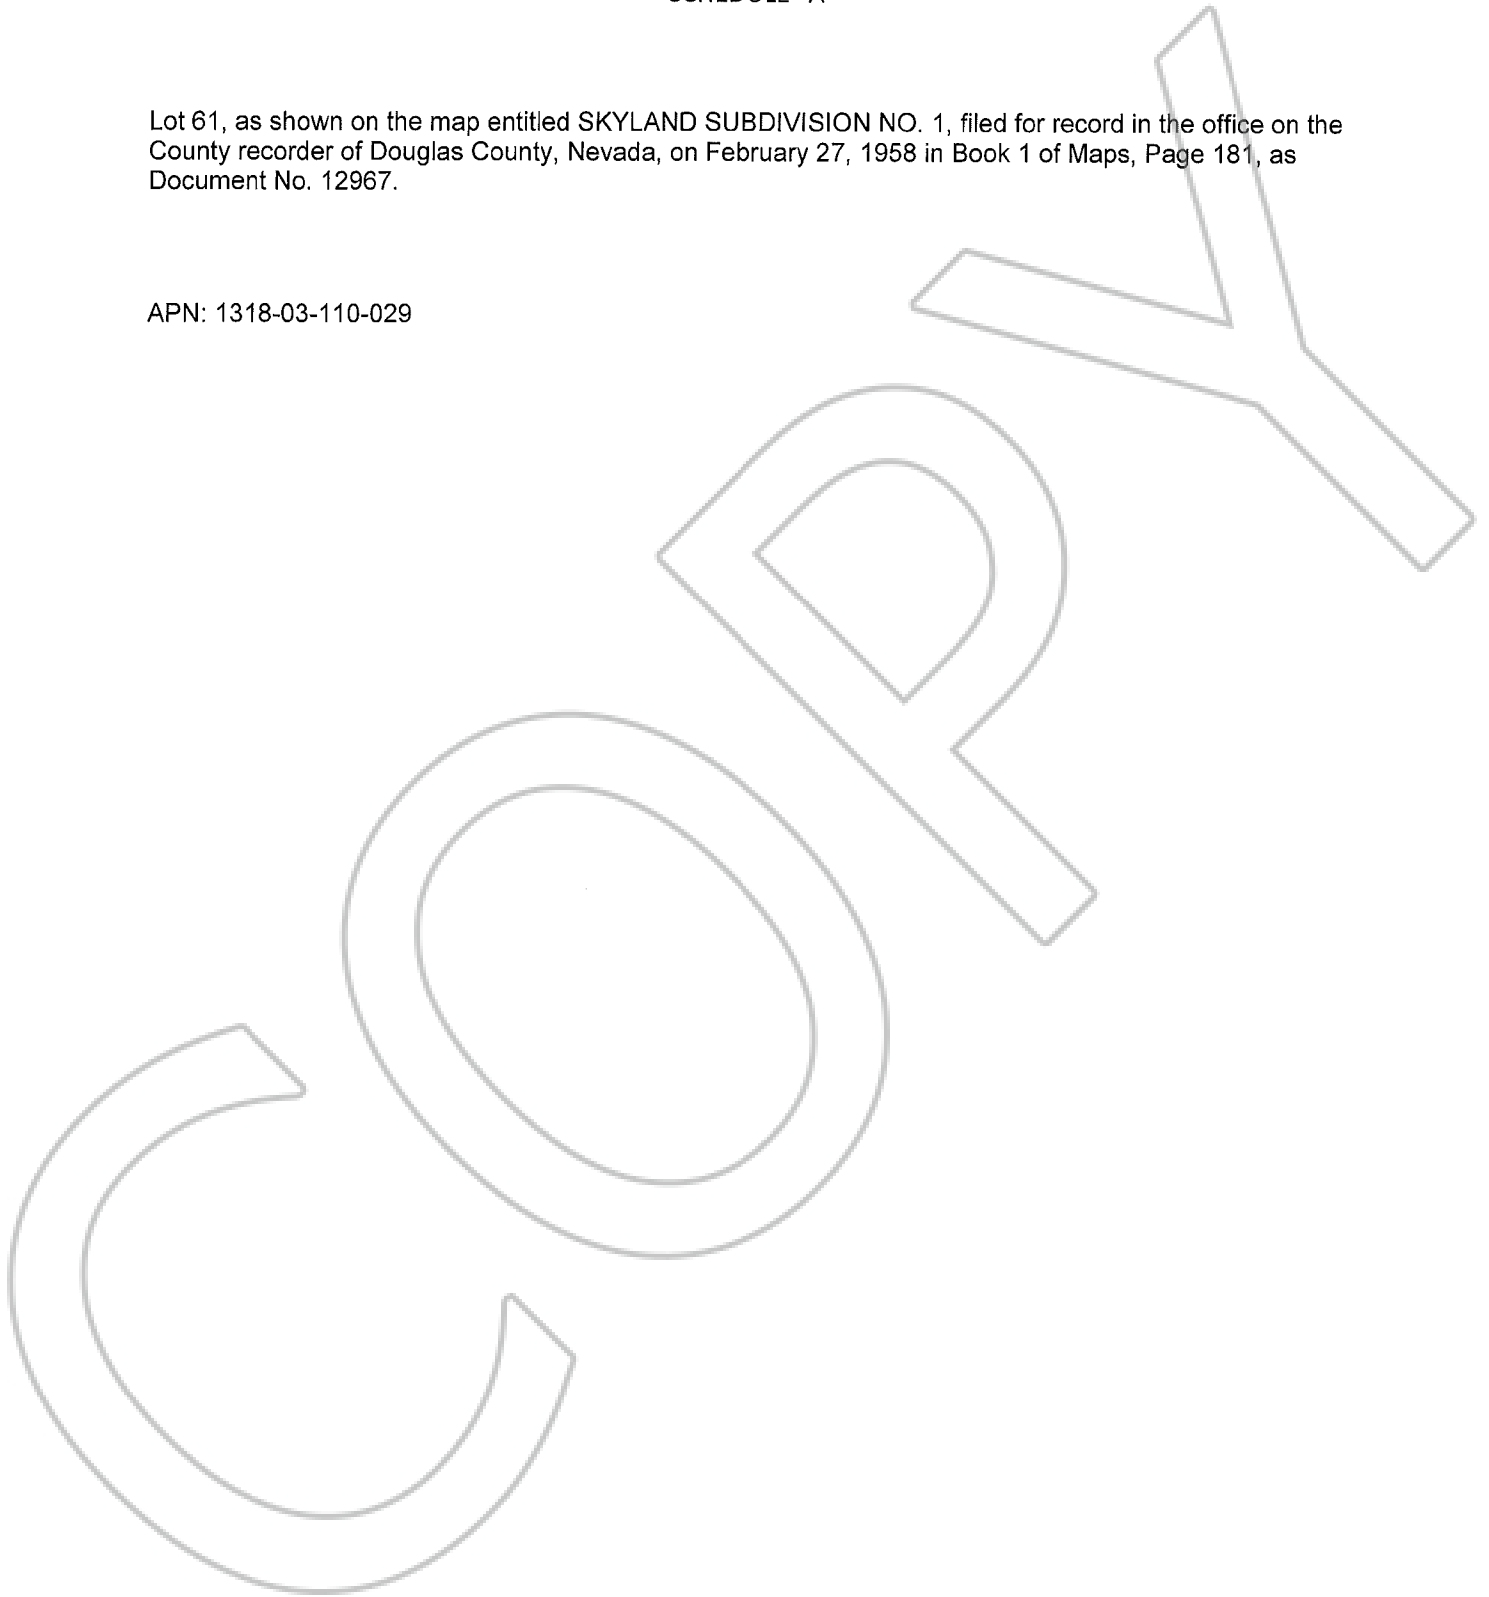 Lot 61, as shown on the map entitled SKYLAND SUBDIVISION NO. 1, filed for record in the office on the
County recorder of Douglas County, Nevada, on February 27, 1958 in Book 1 of Maps, Page 181, as
Document No. 12967.
APN: 1318-03-110-029
COPY